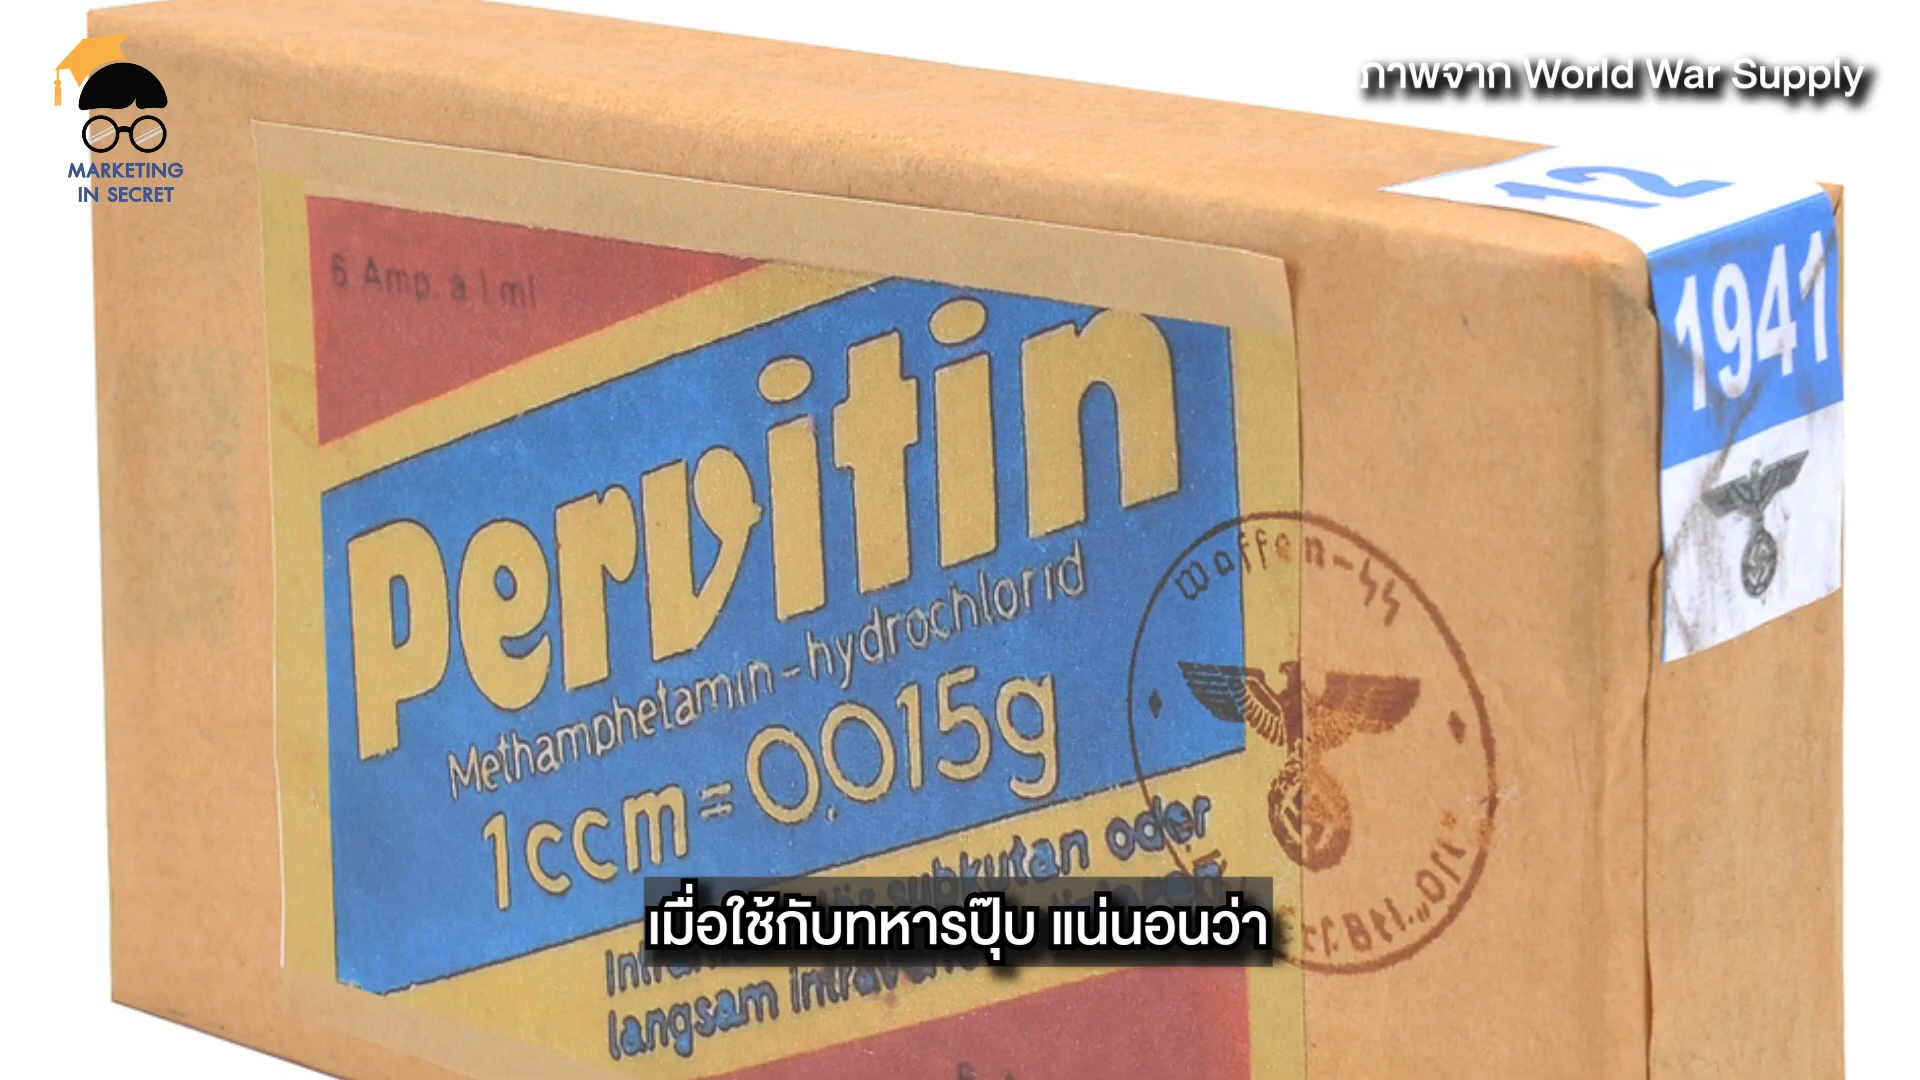 MARKETING
IN SECRET
ภาพจาก World War Supply
12
1941
6 Amp. a 1 ml
Pervitin
Methamphetamin-hydrochlorid
1ccm = 0,015g
subkutan oder
langsam
Waffen-SS
เมื่อใช้กับทหารปุ๊บ แน่นอนว่า